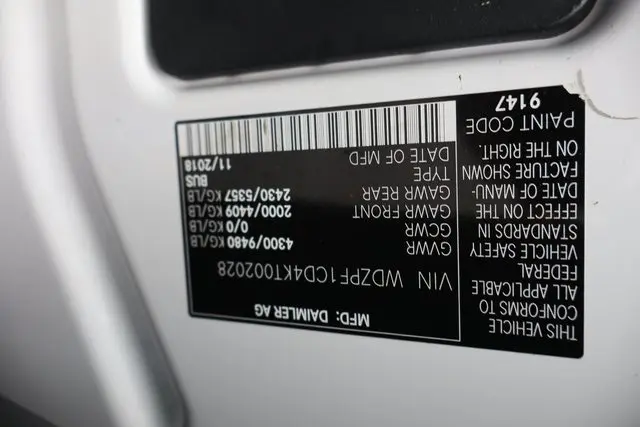 MFD: DAIMLER AG
VIN WDZPF1CD4KT002028
GVWR 4300/9480 KG/LB
GCWR 0/0 KG/LB
GAWR FRONT 2000/4409 KG/LB
GAWR REAR 2430/5357 KG/LB
TYPE BUS
DATE OF MFD 11/2018
THIS VEHICLE
CONFORMS TO
ALL APPLICABLE
FEDERAL
VEHICLE SAFETY
STANDARDS IN
EFFECT ON THE
DATE OF MANU-
FACTURE SHOWN
ON THE RIGHT.
PAINT CODE
9147